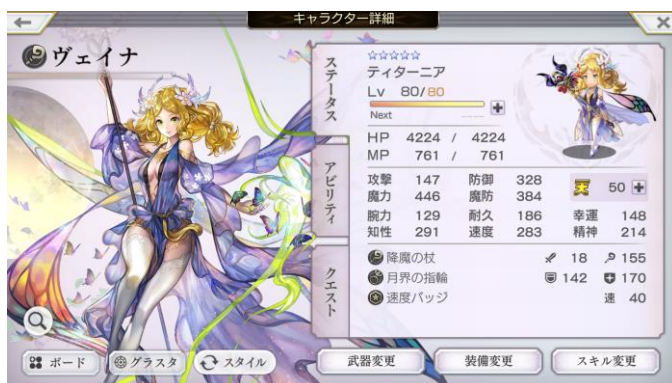 キャラクター詳細
ヴェイナ
ステータス
アビリティ
クエスト
☆☆☆☆☆
ティターニア
Lv 80/80
Next
HP 4224 / 4224
MP 761 / 761
攻撃 147 防御 328
魔力 446 魔防 384
50
腕力 129 耐久 186 幸運 148
知性 291 速度 283 精神 214
降魔の杖 18 155
月界の指輪 142 170
速度バッジ 速 40
ボード グラスタ スタイル 武器変更 装備変更 スキル変更